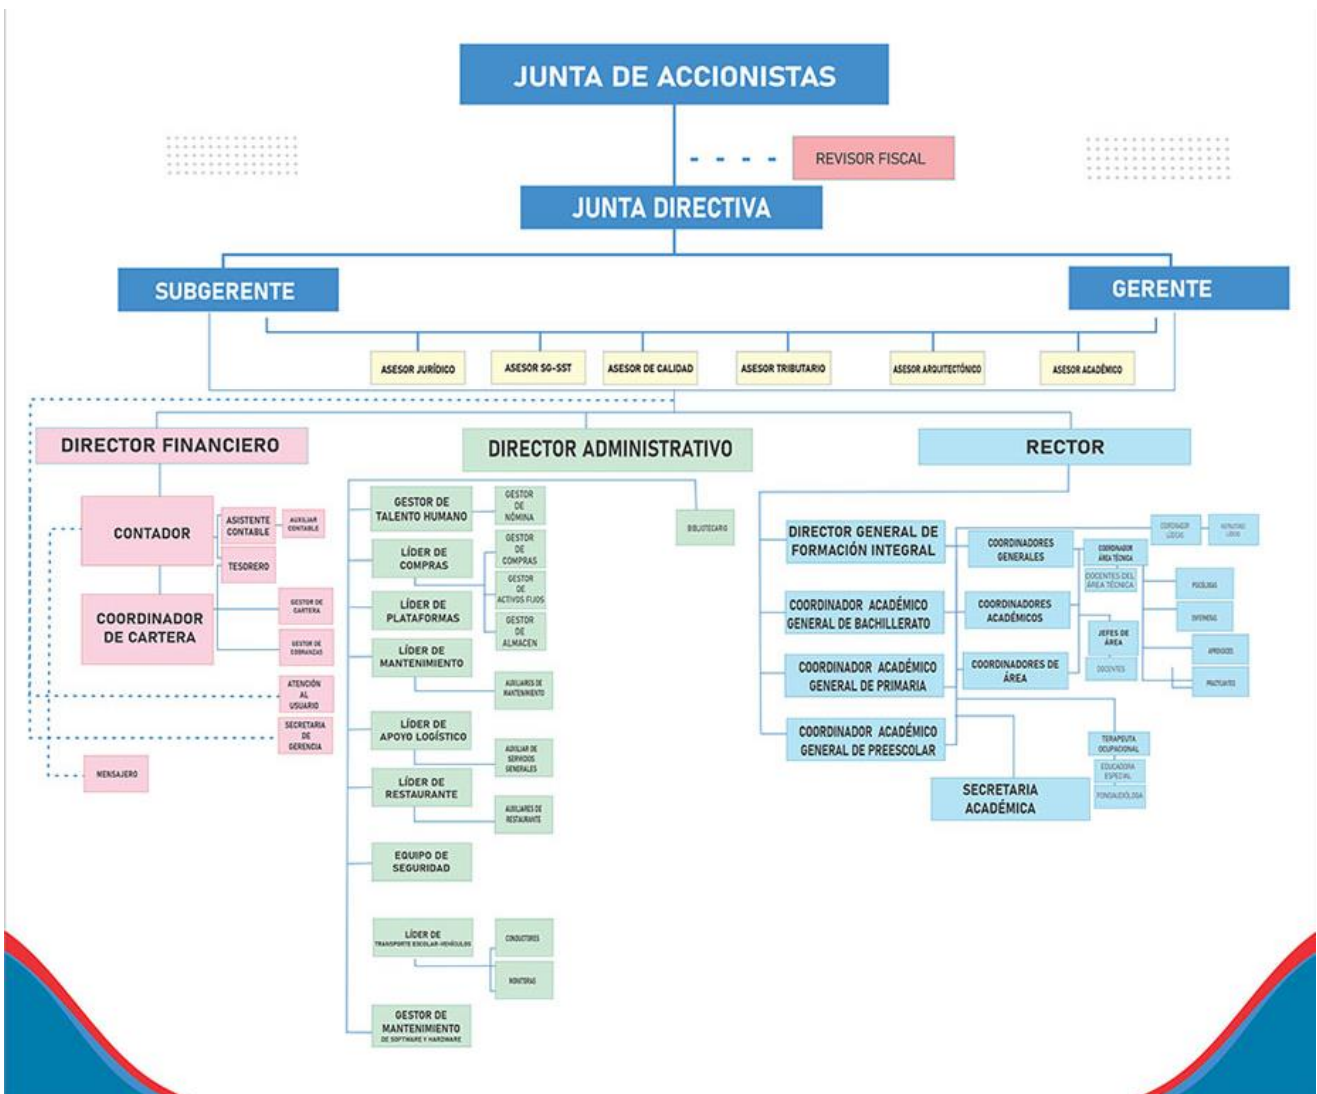 JUNTA DE ACCIONISTAS
REVISOR FISCAL
JUNTA DIRECTIVA
SUBGERENTE
GERENTE
ASESOR JURÍDICO
ASESOR SG-SST
ASESOR DE CALIDAD
ASESOR TRIBUTARIO
ASESOR ARQUITECTÓNICO
ASESOR ACADÉMICO
DIRECTOR FINANCIERO
CONTADOR
ASISTENTE
CONTABLE
AUXILIAR
CONTABLE
TESORERO
COORDINADOR
DE CARTERA
GESTOR DE
CARTERA
GESTOR DE
COBRANZAS
ATENCIÓN
AL
USUARIO
SECRETARIA
DE
GERENCIA
MENSAJERO
DIRECTOR ADMINISTRATIVO
GESTOR DE
TALENTO HUMANO
GESTOR
DE
NÓMINA
BIBLIOTECARIO
LÍDER DE
COMPRAS
GESTOR
DE
COMPRAS
GESTOR
DE
ACTIVOS FIJOS
GESTOR
DE
ALMACEN
LÍDER DE
PLATAFORMAS
LÍDER DE
MANTENIMIENTO
AUXILIARES DE
MANTENIMIENTO
LÍDER DE
APOYO LOGÍSTICO
AUXILIAR DE
SERVICIOS
GENERALES
LÍDER DE
RESTAURANTE
AUXILIARES DE
RESTAURANTE
EQUIPO DE
SEGURIDAD
LÍDER DE
TRANSPORTE ESCOLAR-VEHÍCULOS
CONDUCTORES
MONITORAS
GESTOR DE
MANTENIMIENTO
DE SOFTWARE Y HARDWARE
RECTOR
DIRECTOR GENERAL DE
FORMACIÓN INTEGRAL
COORDINADOR ACADÉMICO
GENERAL DE BACHILLERATO
COORDINADOR ACADÉMICO
GENERAL DE PRIMARIA
COORDINADOR ACADÉMICO
GENERAL DE PREESCOLAR
COORDINADORES
GENERALES
COORDINADORES
ACADÉMICOS
COORDINADORES DE
ÁREA
SECRETARIA
ACADÉMICA
COORDINADOR
ÁREA TÉCNICA
DOCENTES DEL
ÁREA TÉCNICA
JEFES DE
ÁREA
DOCENTES
TERAPEUTA
OCUPACIONAL
EDUCADORA
ESPECIAL
FONOAUDIÓLOGA
COORDINADOR
LÚDICAS
PSICÓLOGAS
ENFERMERAS
APRENDICES
PRACTICANTES